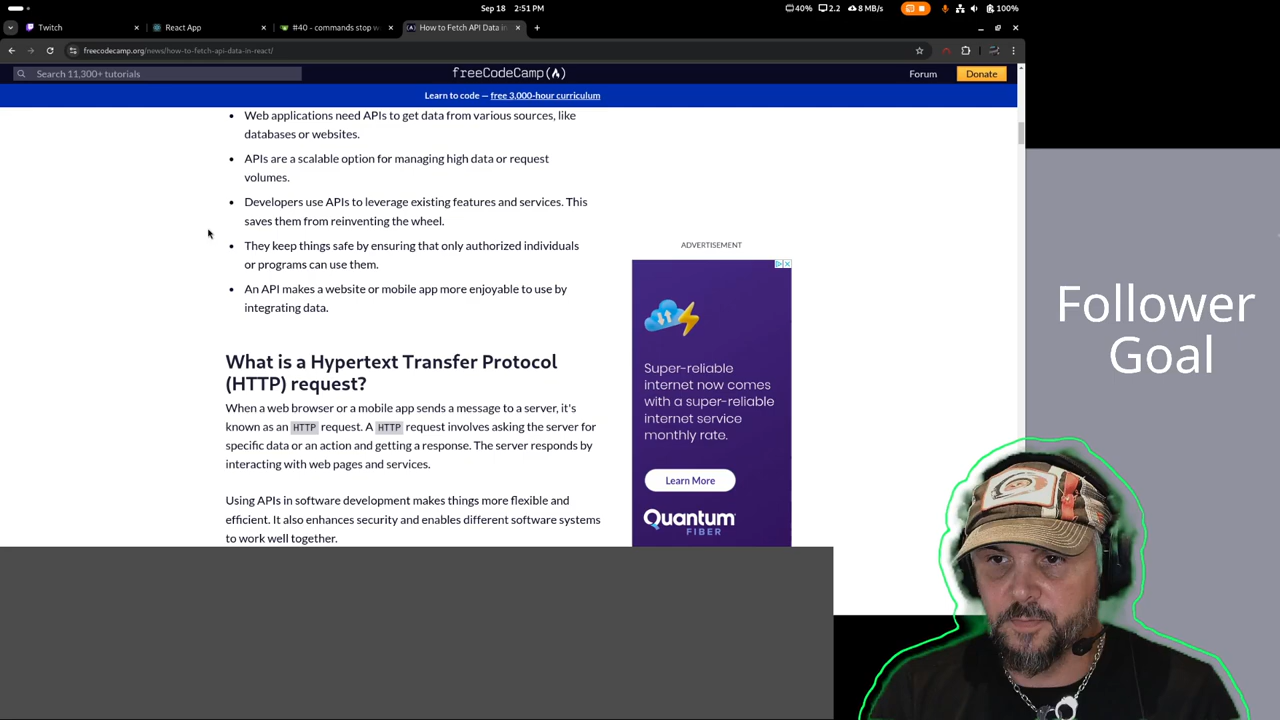 Sep 18 2:51 PM
40% 2.2 8 MB/s 100%
Twitch
React App
#40 - commands stop w
How to Fetch API Data in
freecodecamp.org/news/how-to-fetch-api-data-in-react/
Search 11,300+ tutorials
freeCodeCamp
Forum
Donate
Learn to code — free 3,000-hour curriculum
Web applications need APIs to get data from various sources, like
databases or websites.
APIs are a scalable option for managing high data or request
volumes.
Developers use APIs to leverage existing features and services. This
saves them from reinventing the wheel.
They keep things safe by ensuring that only authorized individuals
or programs can use them.
An API makes a website or mobile app more enjoyable to use by
integrating data.
What is a Hypertext Transfer Protocol
(HTTP) request?
When a web browser or a mobile app sends a message to a server, it's
known as an HTTP request. A HTTP request involves asking the server for
specific data or an action and getting a response. The server responds by
interacting with web pages and services.
Using APIs in software development makes things more flexible and
efficient. It also enhances security and enables different software systems
to work well together.
ADVERTISEMENT
Super-reliable
internet now comes
with a super-reliable
internet service
monthly rate.
Learn More
Quantum
FIBER
Follower
Goal